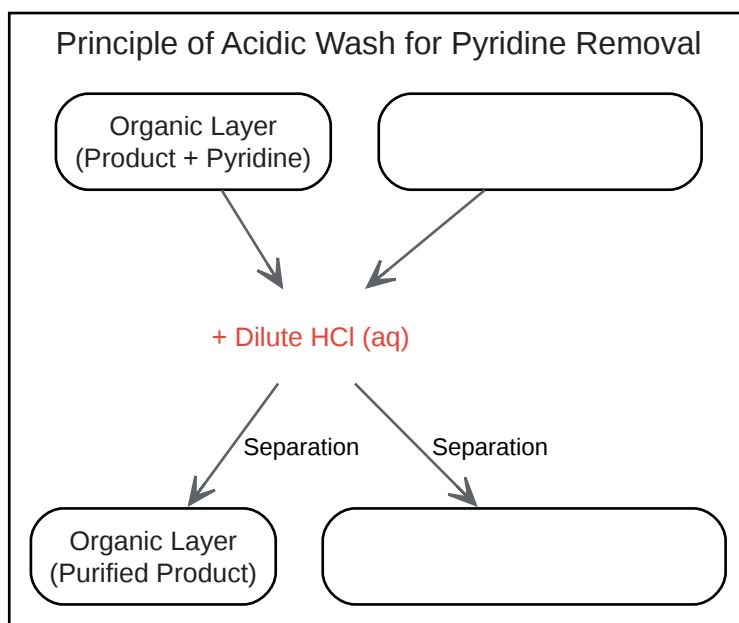 Principle of Acidic Wash for Pyridine Removal
Organic Layer
(Product + Pyridine)
+ Dilute HCl (aq)
Separation
Separation
Organic Layer
(Purified Product)